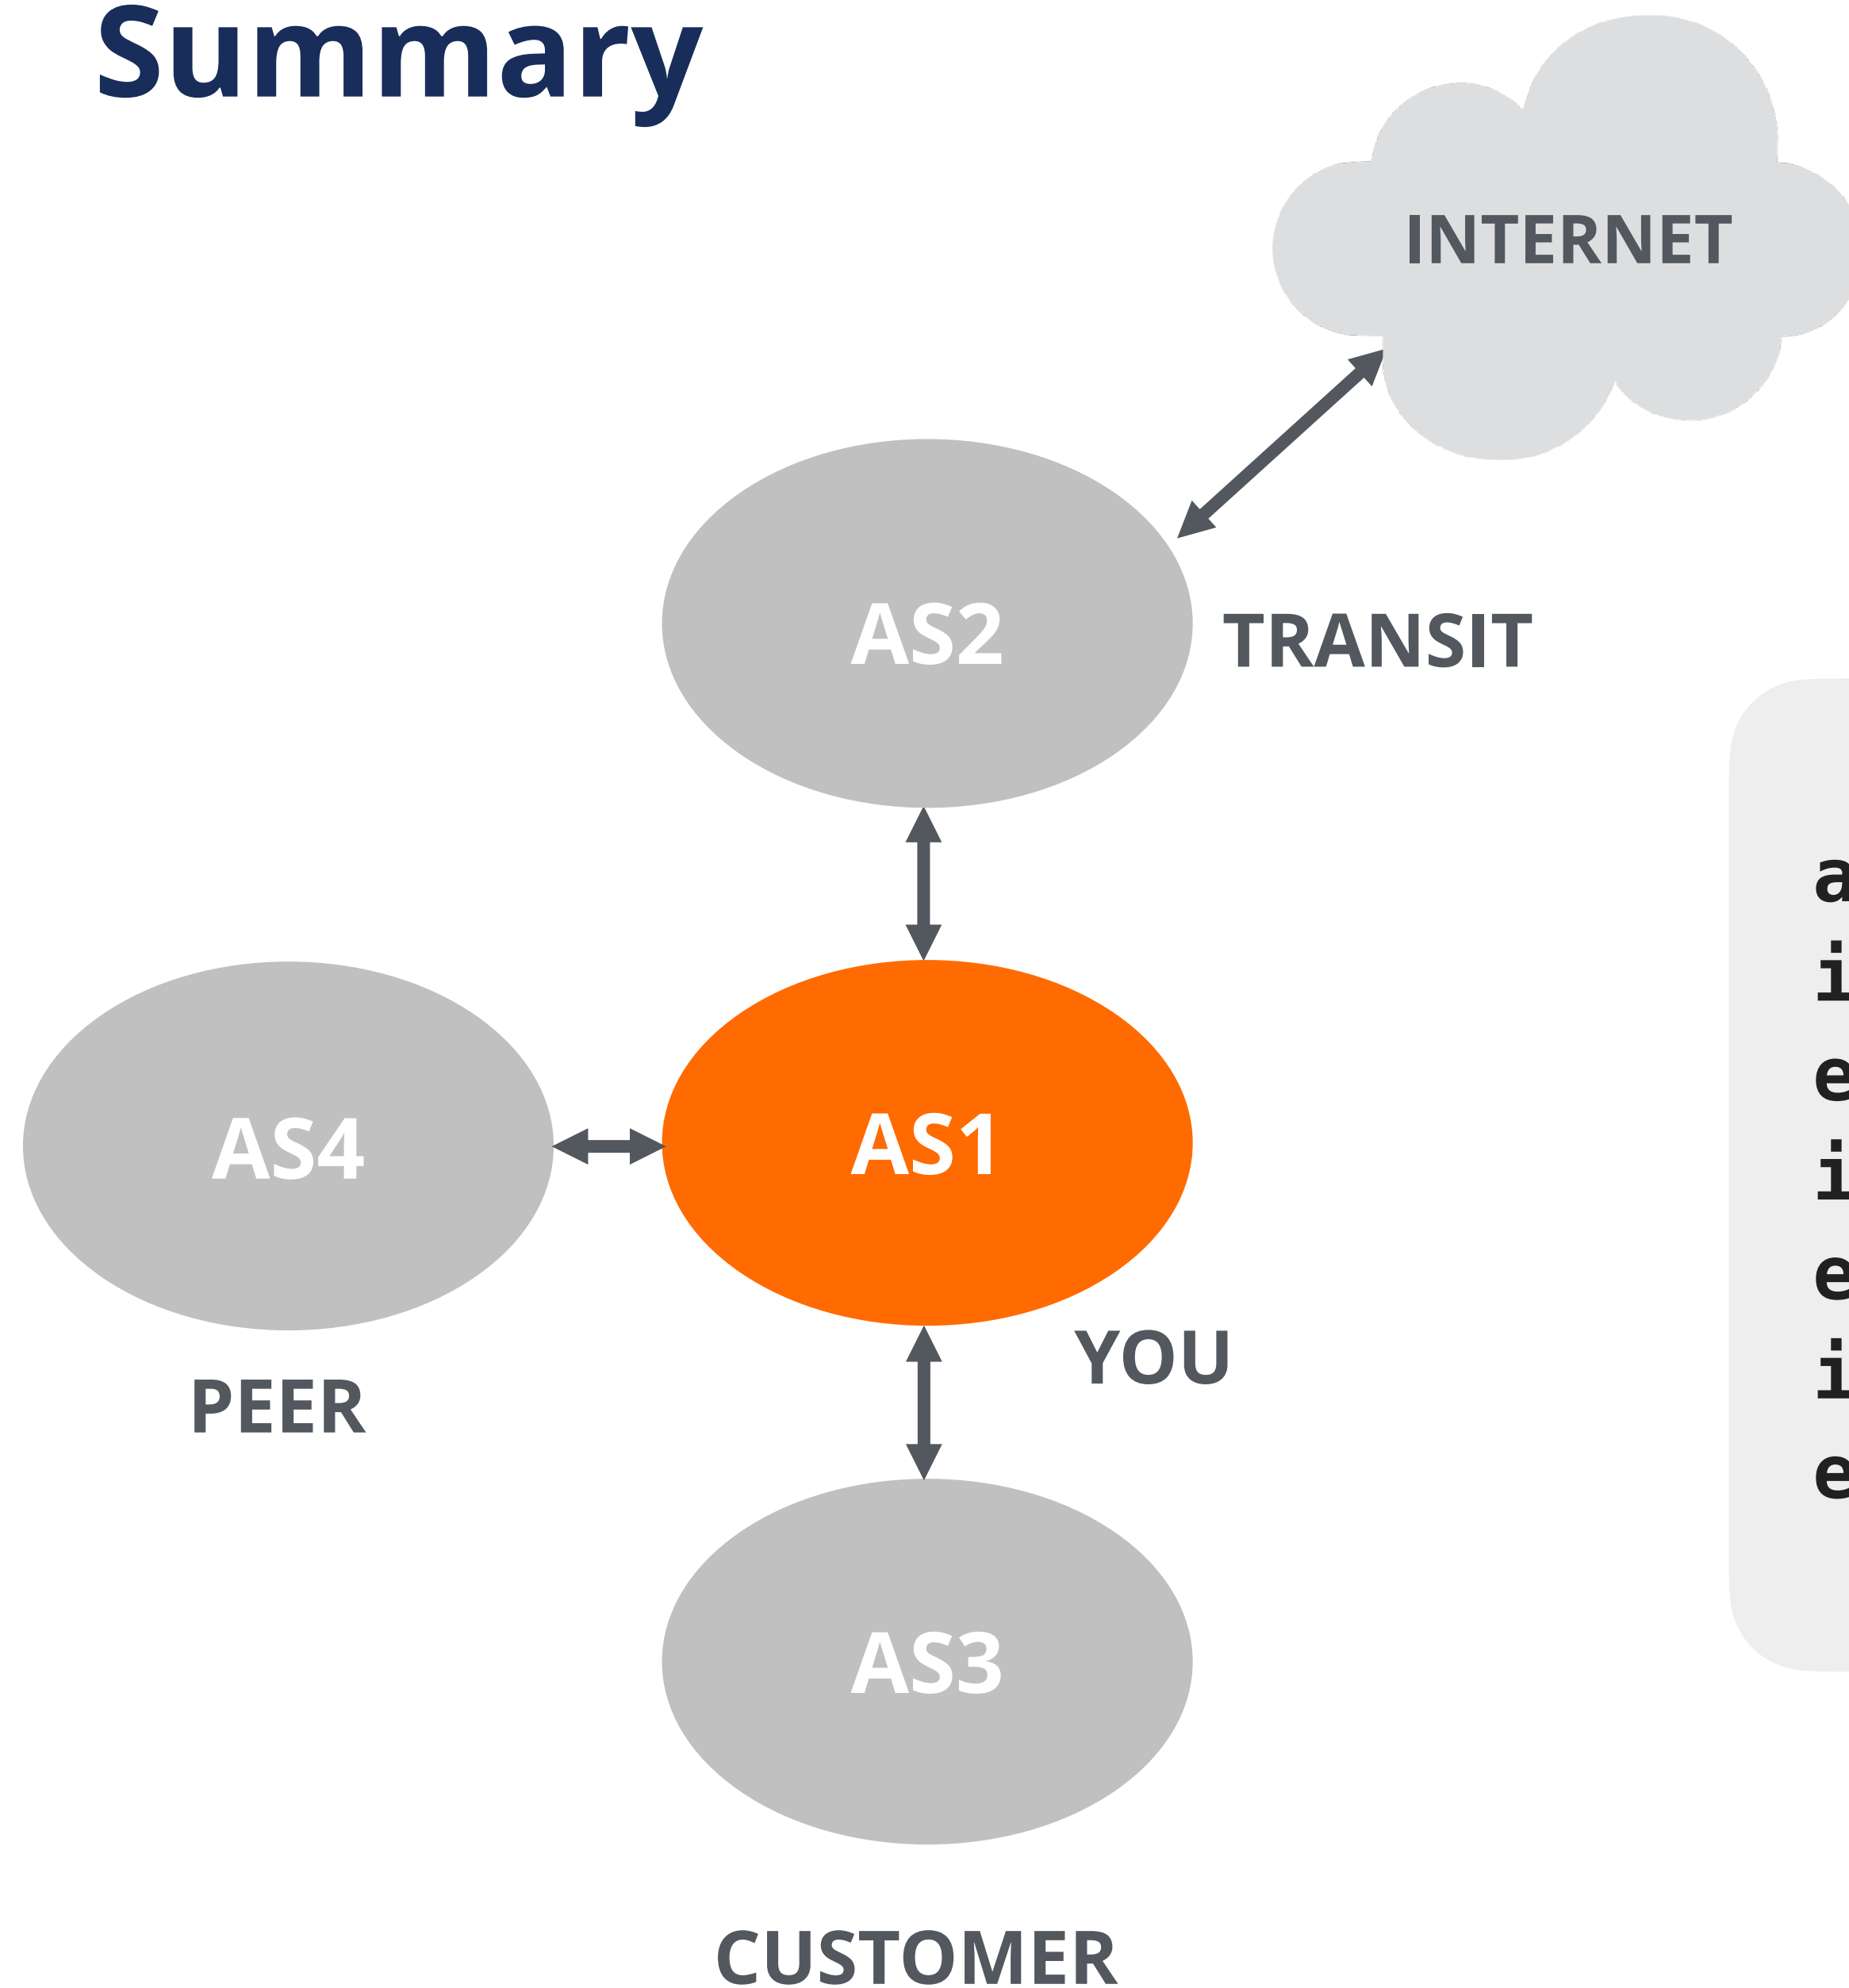 Summary
INTERNET
AS2
TRANSIT
AS4
AS1
YOU
PEER
AS3
CUSTOMER